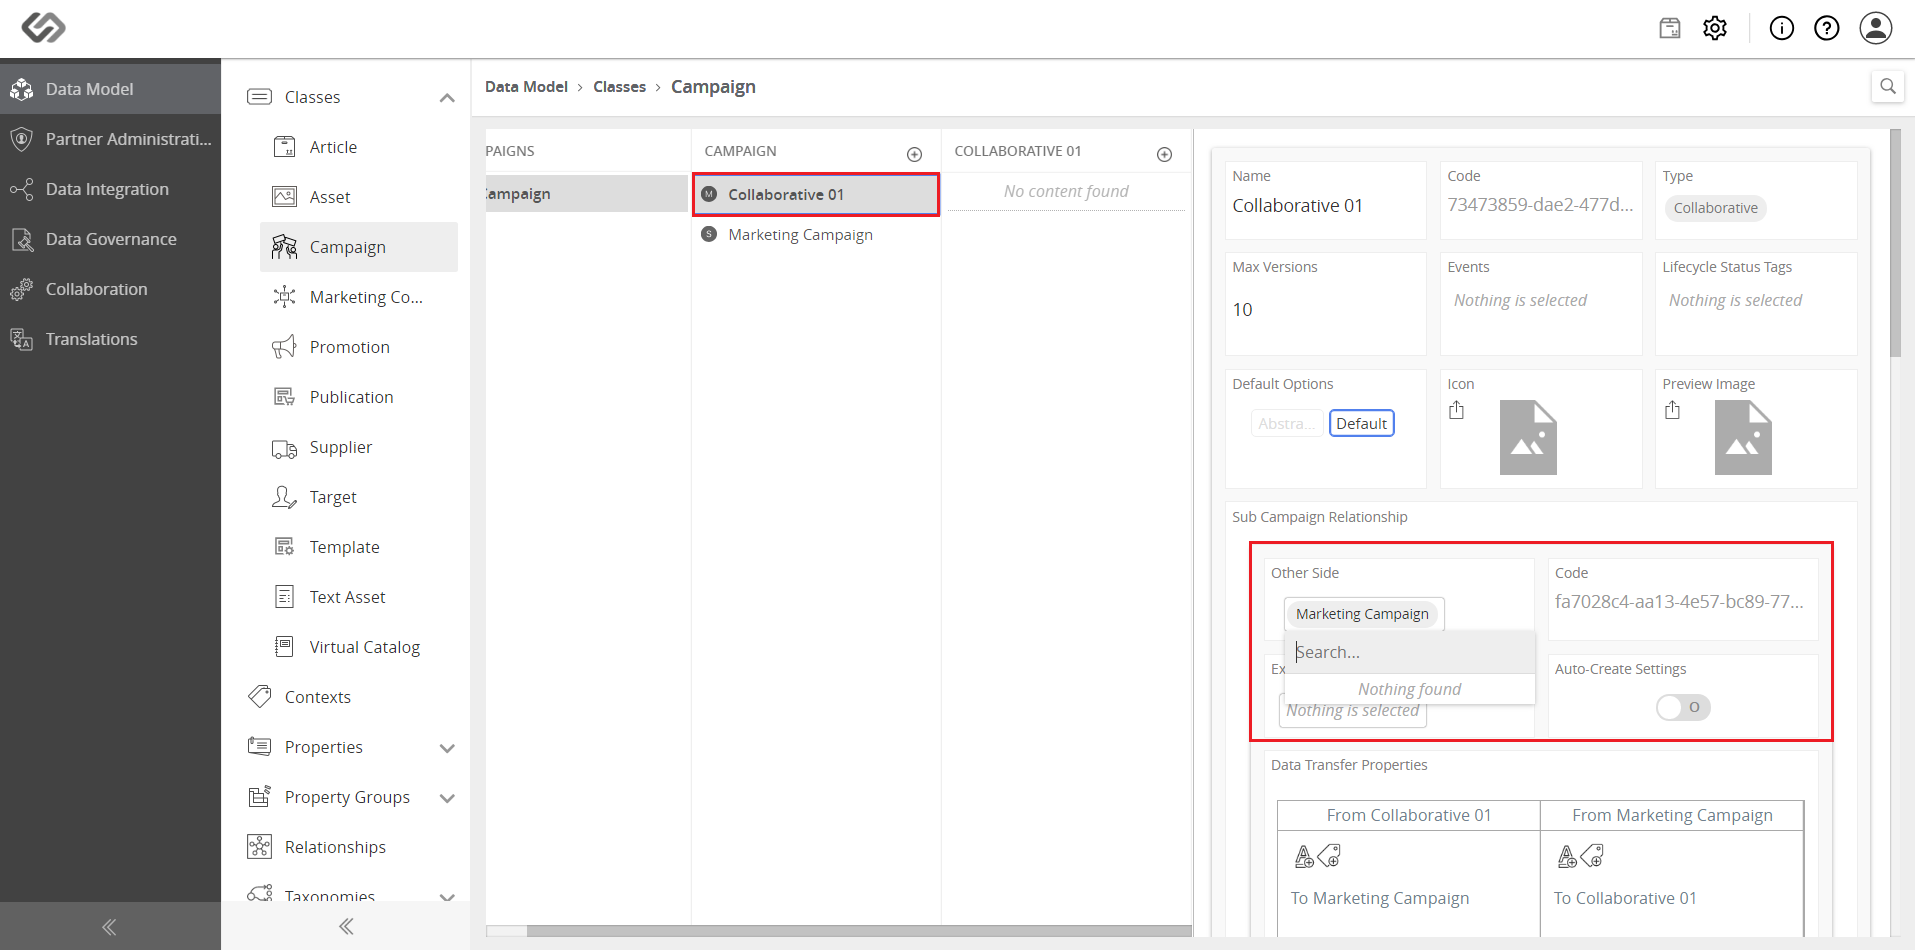 Data Model
Partner Administrati...
Data Integration
Data Governance
Collaboration
Translations
Classes
Article
Asset
Campaign
Marketing Co...
Promotion
Publication
Supplier
Target
Template
Text Asset
Virtual Catalog
Contexts
Properties
Property Groups
Relationships
Taxonomies
Data Model › Classes › Campaign
PAIGNS
Campaign
CAMPAIGN
M Collaborative 01
S Marketing Campaign
COLLABORATIVE 01
No content found
Name
Collaborative 01
Code
73473859-dae2-477d...
Type
Collaborative
Max Versions
10
Events
Nothing is selected
Lifecycle Status Tags
Nothing is selected
Default Options
Abstra... Default
Icon
Preview Image
Sub Campaign Relationship
Other Side
Marketing Campaign
Search...
Nothing found
Code
fa7028c4-aa13-4e57-bc89-77...
Ex
Nothing is selected
Auto-Create Settings
O
Data Transfer Properties
From Collaborative 01
From Marketing Campaign
To Marketing Campaign
To Collaborative 01